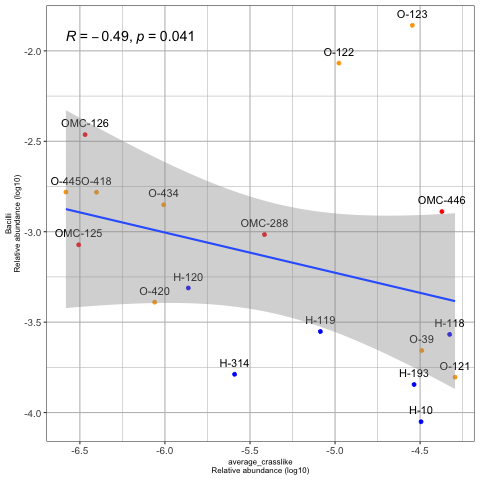 R = −0.49, p = 0.041
O-123
O-122
OMC-126
O-445
O-418
O-434
OMC-446
OMC-288
OMC-125
H-120
O-420
H-119
H-118
O-39
H-314
H-193
O-121
H-10
-2.0
-2.5
-3.0
-3.5
-4.0
Bacilli
Relative abundance (log10)
-6.5 -6.0 -5.5 -5.0 -4.5
average_crasslike
Relative abundance (log10)